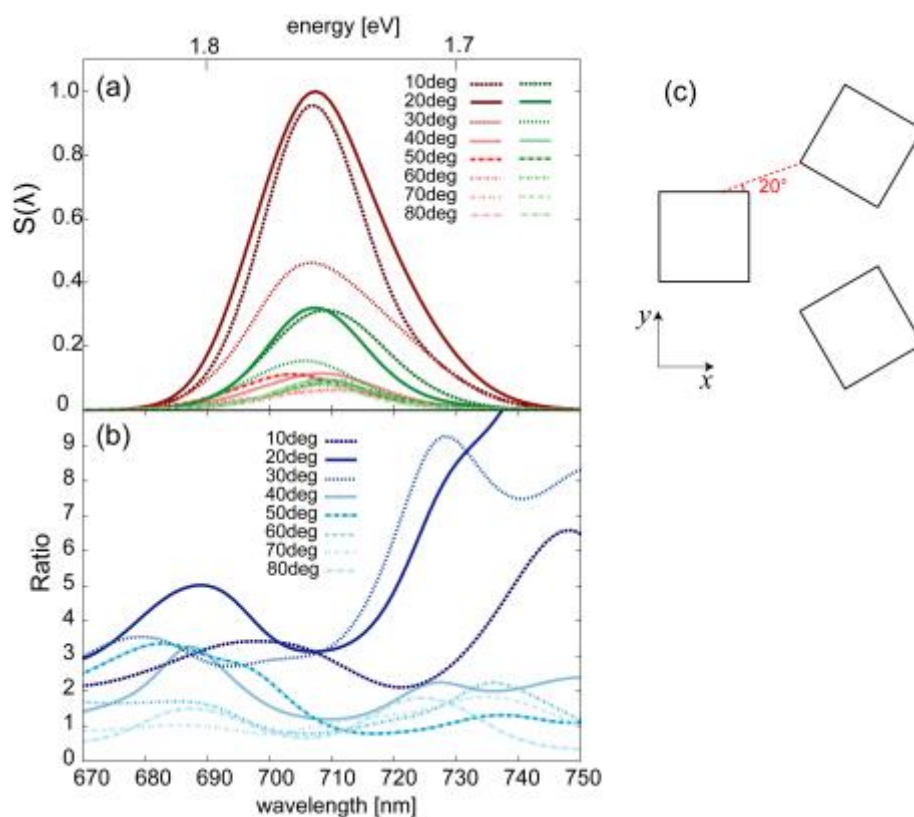 energy [eV]
1.8 1.7
(a)
10deg
20deg
30deg
40deg
50deg
60deg
70deg
80deg
S(λ)
1.0
0.8
0.6
0.4
0.2
0
(b)
10deg
20deg
30deg
40deg
50deg
60deg
70deg
80deg
Ratio
9
8
7
6
5
4
3
2
1
0
670 680 690 700 710 720 730 740 750
wavelength [nm]
(c)
20°
y
x